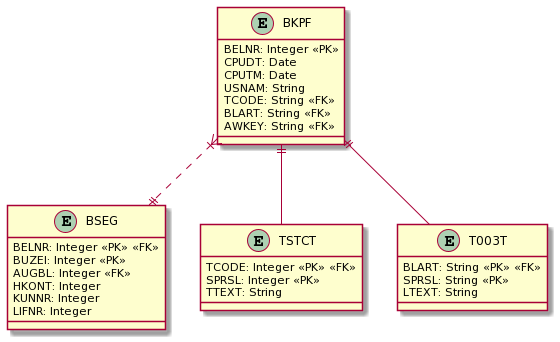 E BKPF
BELNR: Integer «PK»
CPUDT: Date
CPUTM: Date
USNAM: String
TCODE: String «FK»
BLART: String «FK»
AWKEY: String «FK»
E BSEG
BELNR: Integer «PK» «FK»
BUZEI: Integer «PK»
AUGBL: Integer «FK»
HKONT: Integer
KUNNR: Integer
LIFNR: Integer
E TSTCT
TCODE: Integer «PK» «FK»
SPRSL: Integer «PK»
TTEXT: String
E T003T
BLART: String «PK» «FK»
SPRSL: String «PK»
LTEXT: String